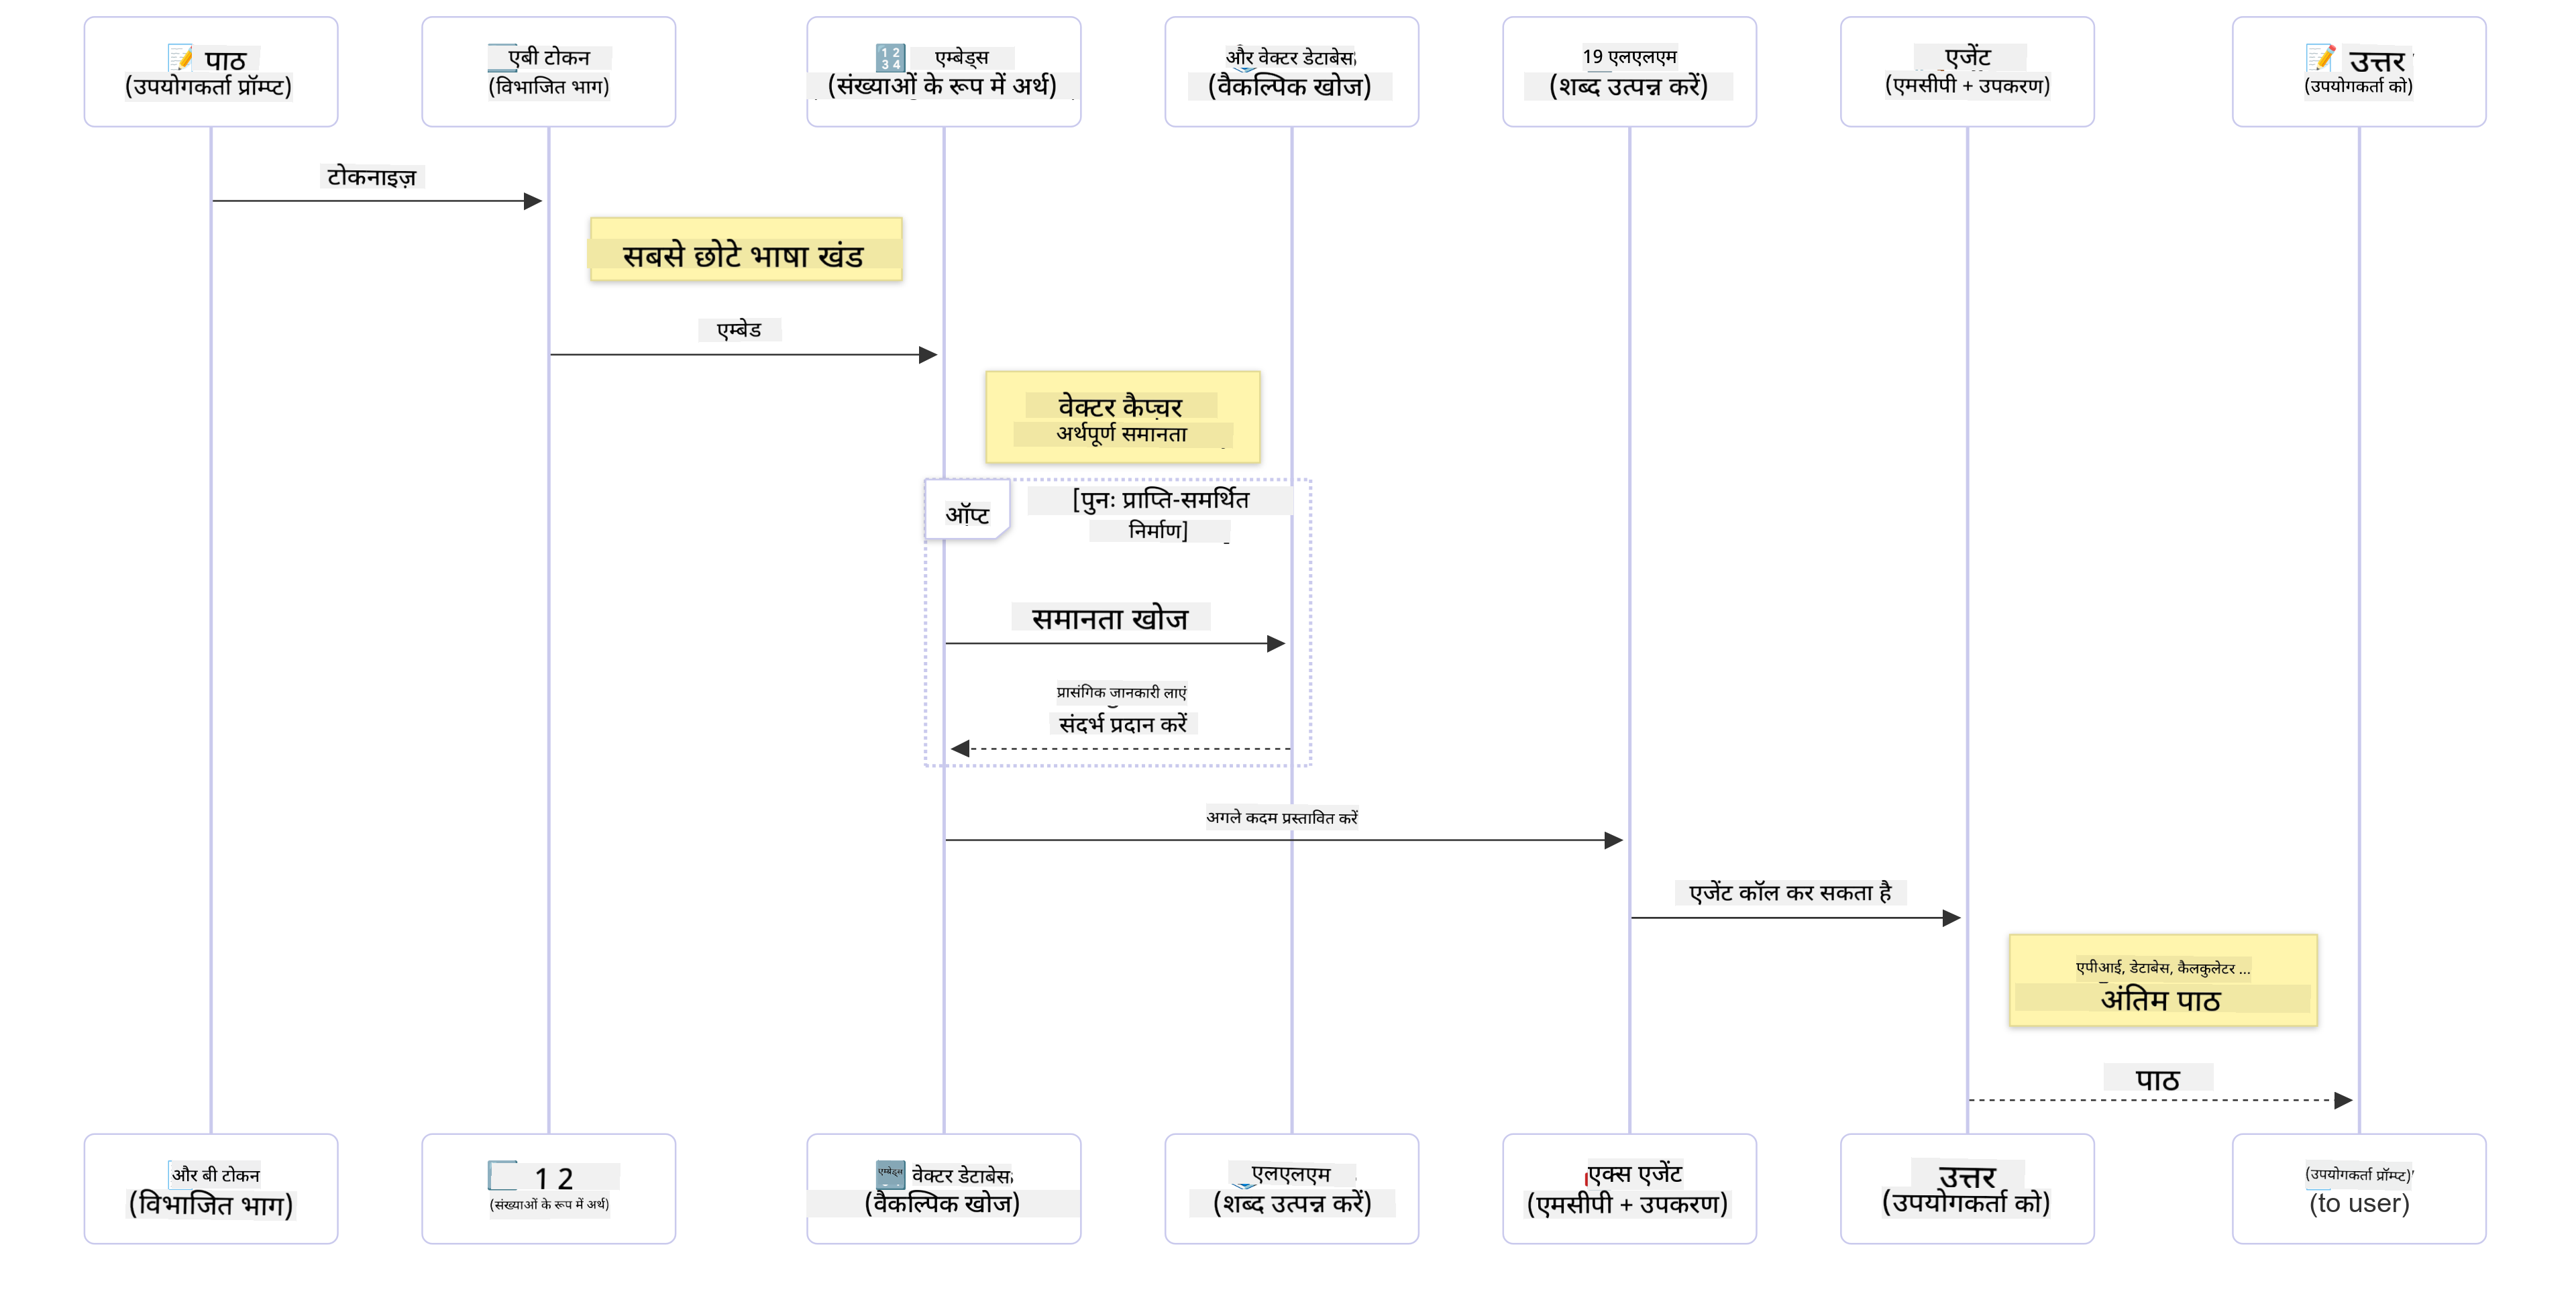 पाठ
(उपयोगकर्ता प्रॉम्प्ट)
एबी टोकन
(विभाजित भाग)
एम्बेड्स
(संख्याओं के रूप में अर्थ)
और वेक्टर डेटाबेस
(वैकल्पिक खोज)
19 एलएलएम
(शब्द उत्पन्न करें)
एजेंट
(एमसीपी + उपकरण)
उत्तर
(उपयोगकर्ता को)
टोकनाइज़
सबसे छोटे भाषा खंड
एम्बेड
वेक्टर कैप्चर
अर्थपूर्ण समानता
ऑप्ट
[पुनः प्राप्ति-समर्थित
निर्माण]
समानता खोज
प्रासंगिक जानकारी लाएं
संदर्भ प्रदान करें
अगले कदम प्रस्तावित करें
एजेंट कॉल कर सकता है
एपीआई, डेटाबेस, कैलकुलेटर ...
अंतिम पाठ
पाठ
और बी टोकन
(विभाजित भाग)
1 2
(संख्याओं के रूप में अर्थ)
एम्बेड्स
वेक्टर डेटाबेस
(वैकल्पिक खोज)
एलएलएम
(शब्द उत्पन्न करें)
एक्स एजेंट
(एमसीपी + उपकरण)
उत्तर
(उपयोगकर्ता को)
(उपयोगकर्ता प्रॉम्प्ट)
(to user)